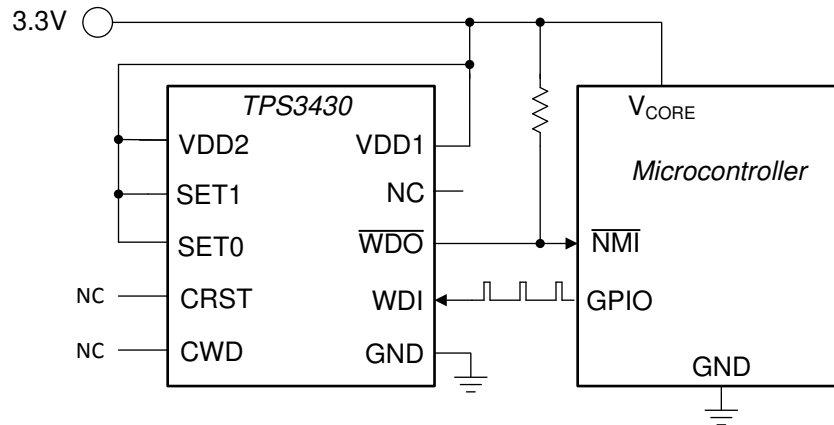 3.3V
TPS3430
VDD2
VDD1
SET1
NC
SET0
WDO
NC
CRST
WDI
NC
CWD
GND
VCORE
Microcontroller
NMI
GPIO
GND